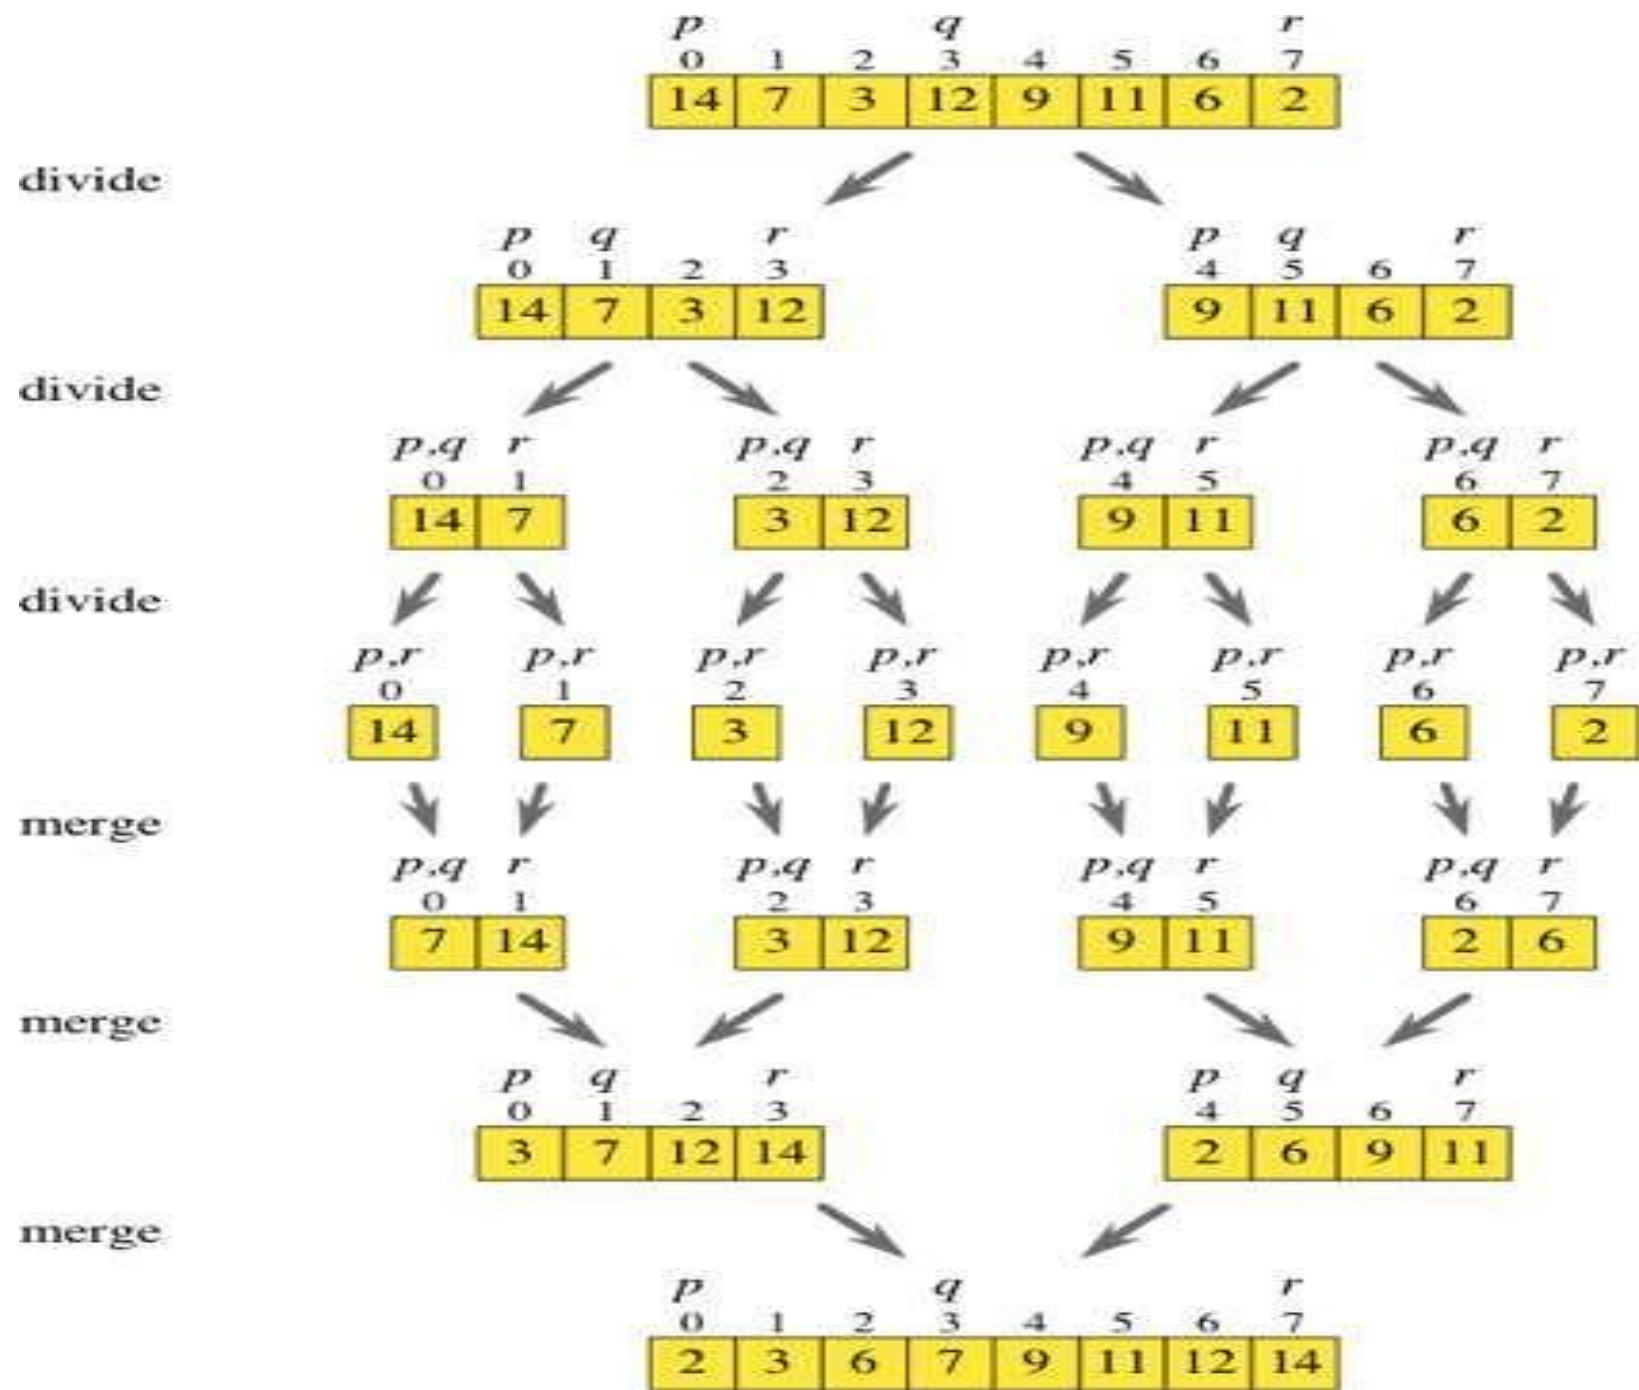 p q r
0 1 2 3 4 5 6 7
14 7 3 12 9 11 6 2
divide
p q r p q r
0 1 2 3 4 5 6 7
14 7 3 12 9 11 6 2
divide
p,q r p,q r p,q r p,q r
0 1 2 3 4 5 6 7
14 7 3 12 9 11 6 2
divide
p,r p,r p,r p,r p,r p,r p,r p,r
0 1 2 3 4 5 6 7
14 7 3 12 9 11 6 2
merge
p,q r p,q r p,q r p,q r
0 1 2 3 4 5 6 7
7 14 3 12 9 11 2 6
merge
p q r p q r
0 1 2 3 4 5 6 7
3 7 12 14 2 6 9 11
merge
p q r
0 1 2 3 4 5 6 7
2 3 6 7 9 11 12 14